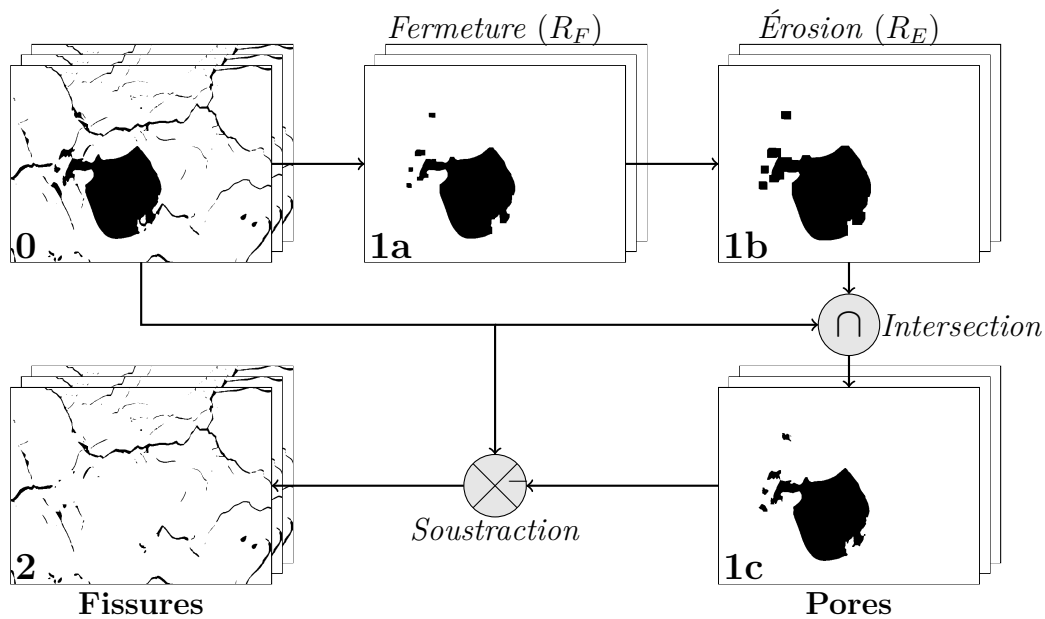 Fermeture (R_F)
Érosion (R_E)
0
1a
1b
∩
Intersection
−
Soustraction
2
1c
Fissures
Pores